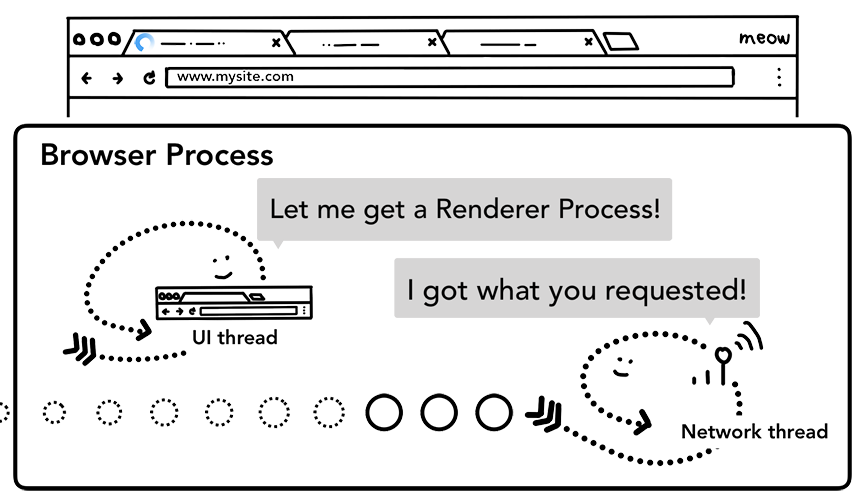 meow
www.mysite.com
Browser Process
Let me get a Renderer Process!
I got what you requested!
UI thread
Network thread